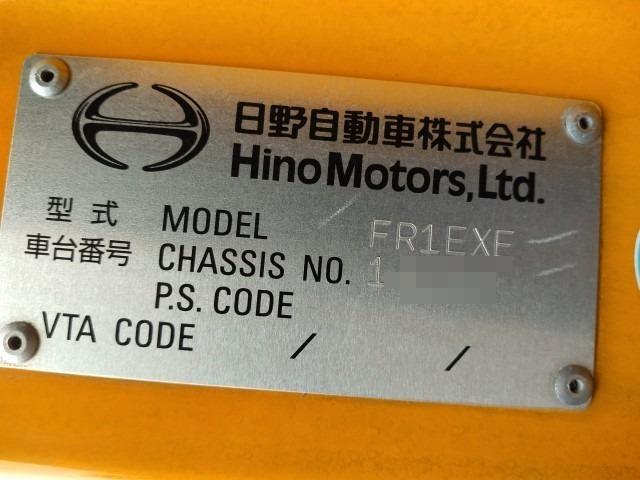 日野自動車株式会社
Hino Motors, Ltd.
型式 MODEL FR1EXE
車台番号 CHASSIS NO. 1
P.S. CODE
VTA CODE / /